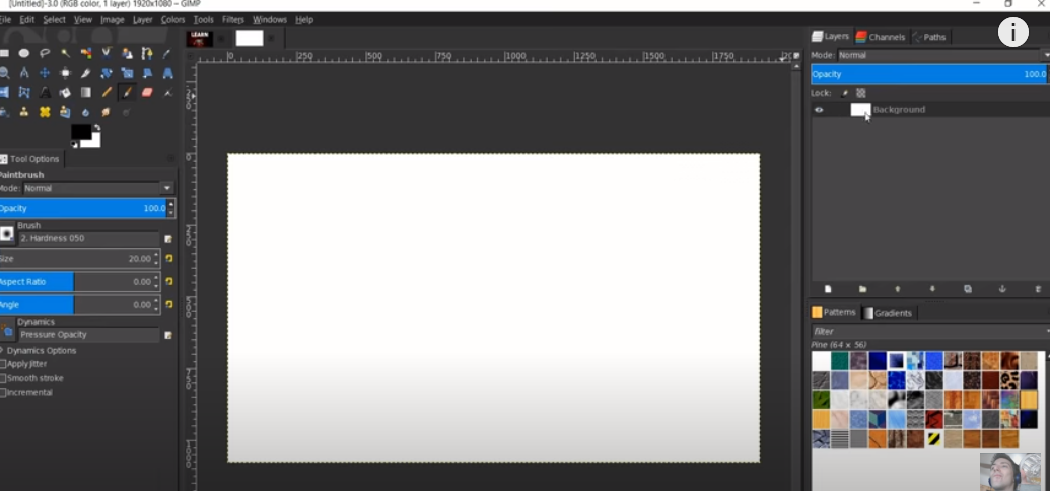 [Untitled]-3.0 (RGB color, 1 layer) 1920x1080 – GIMP
File Edit Select View Image Layer Colors Tools Filters Windows Help
LEARN
Layers Channels Paths
Mode: Normal
Opacity 100.0
Lock:
Background
Tool Options
Paintbrush
Mode: Normal
Opacity 100.0
Brush
2. Hardness 050
Size 20.00
Aspect Ratio 0.00
Angle 0.00
Dynamics
Pressure Opacity
Dynamics Options
Apply Jitter
Smooth stroke
Incremental
0 250 500 750 1000 1250 1500 1750
Patterns Gradients
filter
Pine (64 × 56)